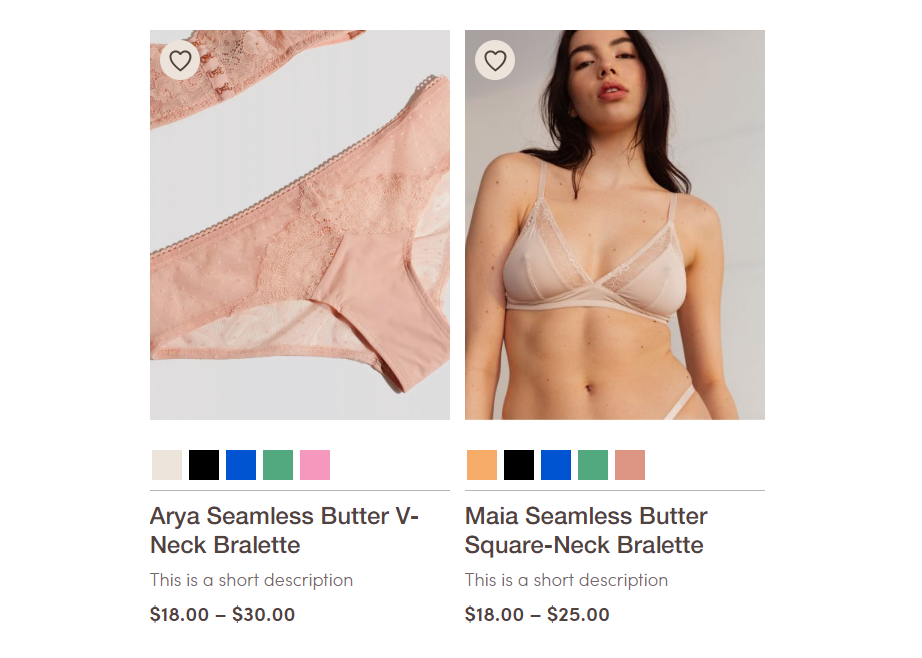 Arya Seamless Butter V-
Neck Bralette
This is a short description
$18.00 – $30.00
Maia Seamless Butter
Square-Neck Bralette
This is a short description
$18.00 – $25.00